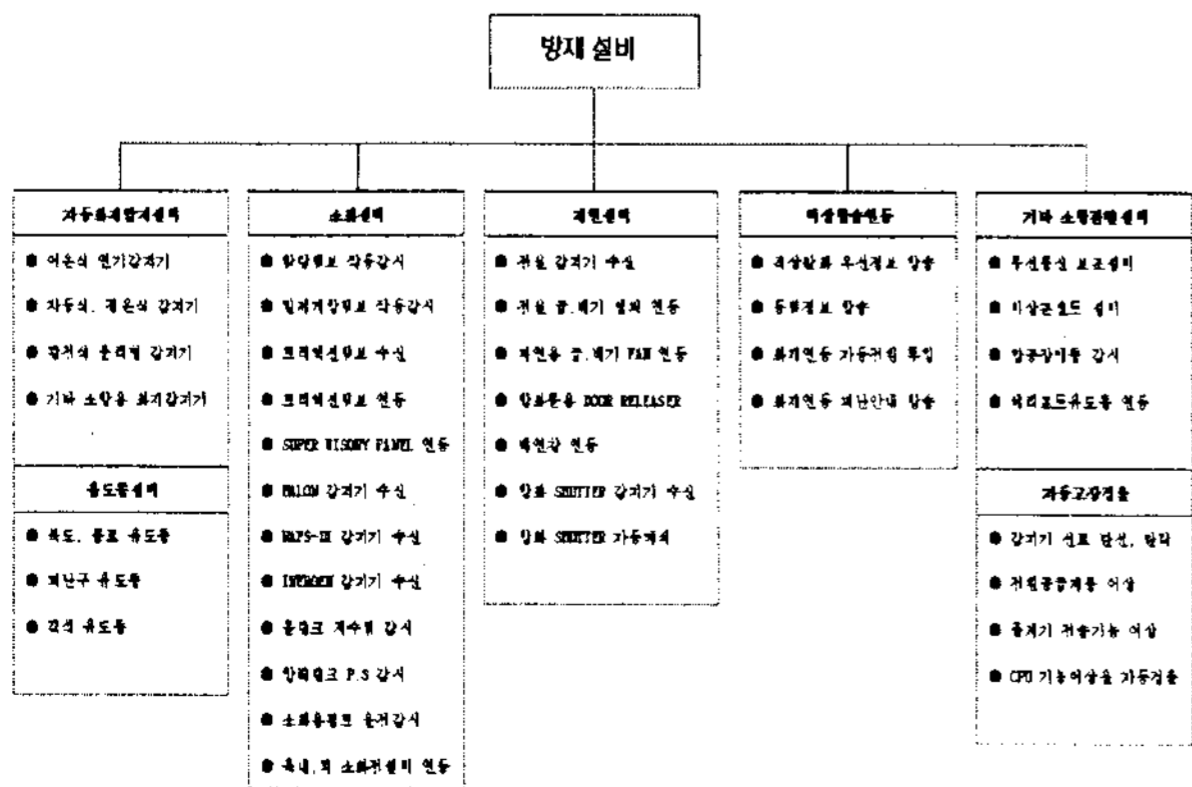 방재 설비
자동화재탐지설비
● 이온식 연기감지기
● 차동식, 정온식 감지기
● 광전식 분리형 감지기
● 기타 소방용 화재감지기
유도등설비
● 복도, 통로 유도등
● 피난구 유도등
● 객석 유도등
소화설비
● 알람밸브 작동감시
● 일제개방밸브 작동감시
● 프리액션밸브 수신
● 프리액션밸브 연동
● SUPER VISORY PANEL 연동
● HALON 감지기 수신
● NAFS-III 감지기 수신
● INERGEN 감지기 수신
● 물탱크 저수위 감시
● 압력탱크 P.S 감시
● 소화용펌프 운전감시
● 옥내,외 소화전설비 연동
제연설비
● 전실 감지기 수신
● 전실 급,배기 댐퍼 연동
● 제연용 급,배기 FAN 연동
● 방화문용 DOOR RELEASER
● 배연창 연동
● 방화 SHUTTER 감지기 수신
● 방화 SHUTTER 자동폐쇄
비상방송연동
● 직상발화 우선경보 방송
● 층별경보 방송
● 화재연동 자동전원 투입
● 화재연동 피난안내 방송
기타 소방관련설비
● 무선통신 보조설비
● 비상콘센트 설비
● 항공장애등 감시
● 헬리포트유도등 연동
자동고장검출
● 감지기 선로 단선, 단락
● 전원공급계통 이상
● 중계기 전송기능 이상
● CPU 기능이상을 자동검출